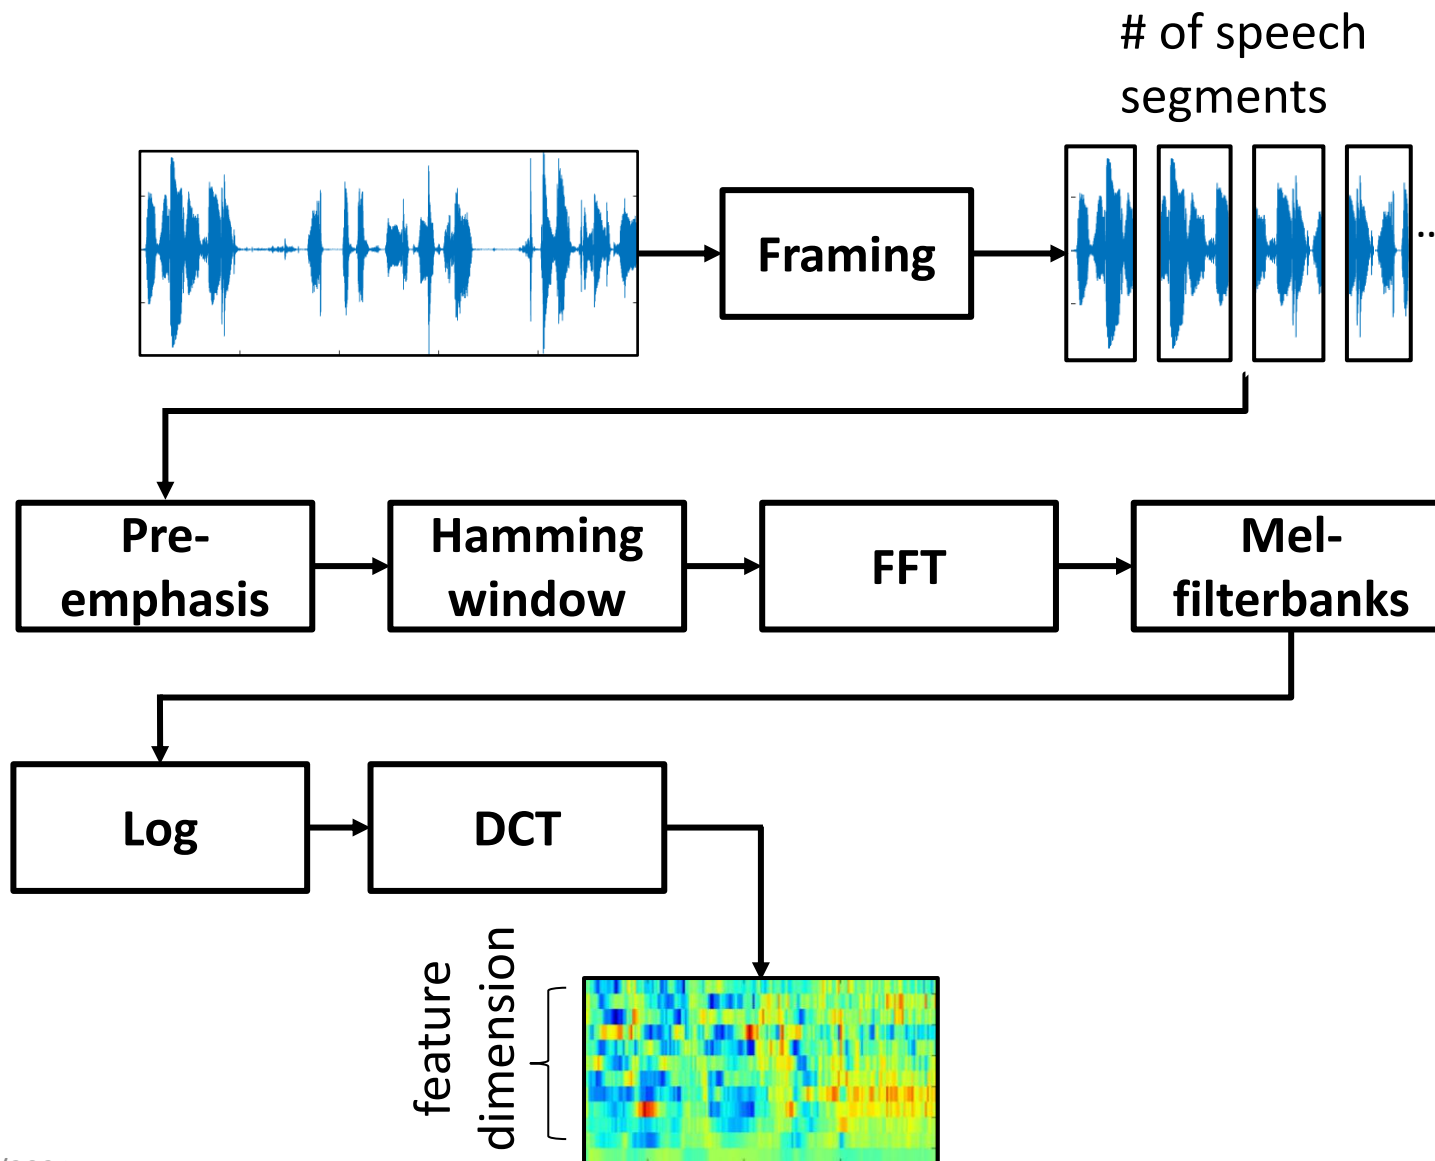 # of speech
segments
Framing
..
Pre-
emphasis
Hamming
window
FFT
Mel-
filterbanks
Log
DCT
feature
dimension